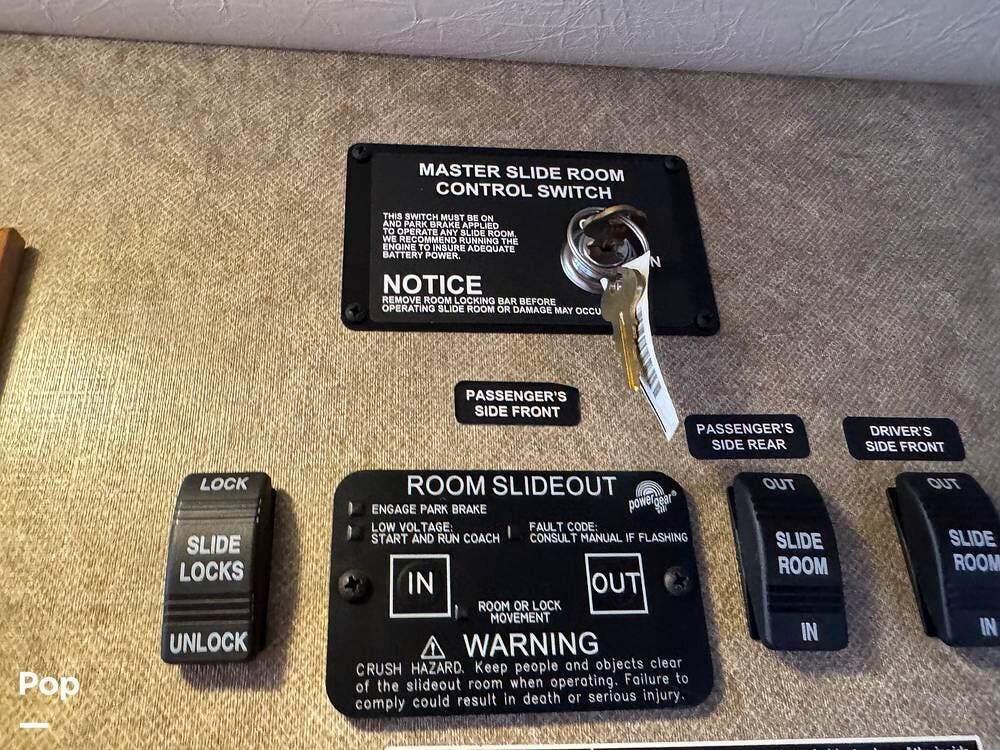 MASTER SLIDE ROOM
CONTROL SWITCH
THIS SWITCH MUST BE ON
AND PARK BRAKE APPLIED
TO OPERATE ANY SLIDE ROOM.
WE RECOMMEND RUNNING THE
ENGINE TO INSURE ADEQUATE
BATTERY POWER.
N
NOTICE
REMOVE ROOM LOCKING BAR BEFORE
OPERATING SLIDE ROOM OR DAMAGE MAY OCCU
PASSENGER'S
SIDE FRONT
PASSENGER'S
SIDE REAR
DRIVER'S
SIDE FRONT
LOCK
SLIDE
LOCKS
UNLOCK
ROOM SLIDEOUT
powergear
ENGAGE PARK BRAKE
LOW VOLTAGE:
START AND RUN COACH
FAULT CODE:
CONSULT MANUAL IF FLASHING
IN
OUT
ROOM OR LOCK
MOVEMENT
WARNING
CRUSH HAZARD. Keep people and objects clear
of the slideout room when operating. Failure to
comply could result in death or serious injury.
OUT
SLIDE
ROOM
IN
OUT
SLIDE
ROOM
IN
Pop